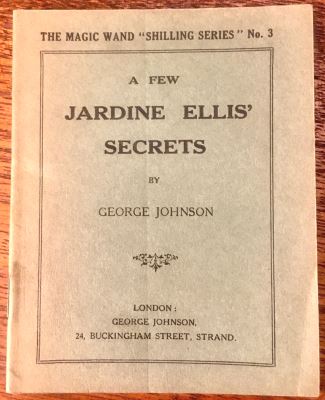 THE MAGIC WAND "SHILLING SERIES" No. 3
A FEW
JARDINE ELLIS'
SECRETS
BY
GEORGE JOHNSON
LONDON:
GEORGE JOHNSON,
24, BUCKINGHAM STREET, STRAND.